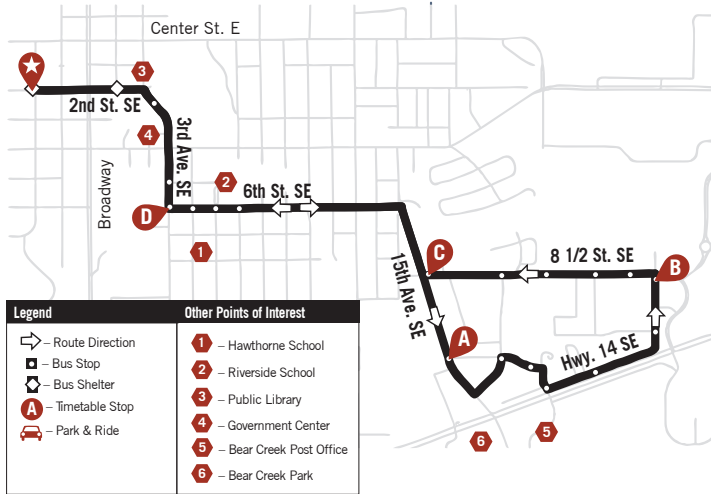 Center St. E
3
2nd St. SE
4
3rd Ave. SE
Broadway
2
6th St. SE
D
1
C
8 1/2 St. SE
B
15th Ave. SE
A
Hwy. 14 SE
5
6
Legend
– Route Direction
– Bus Stop
– Bus Shelter
A – Timetable Stop
– Park & Ride
Other Points of Interest
1 – Hawthorne School
2 – Riverside School
3 – Public Library
4 – Government Center
5 – Bear Creek Post Office
6 – Bear Creek Park